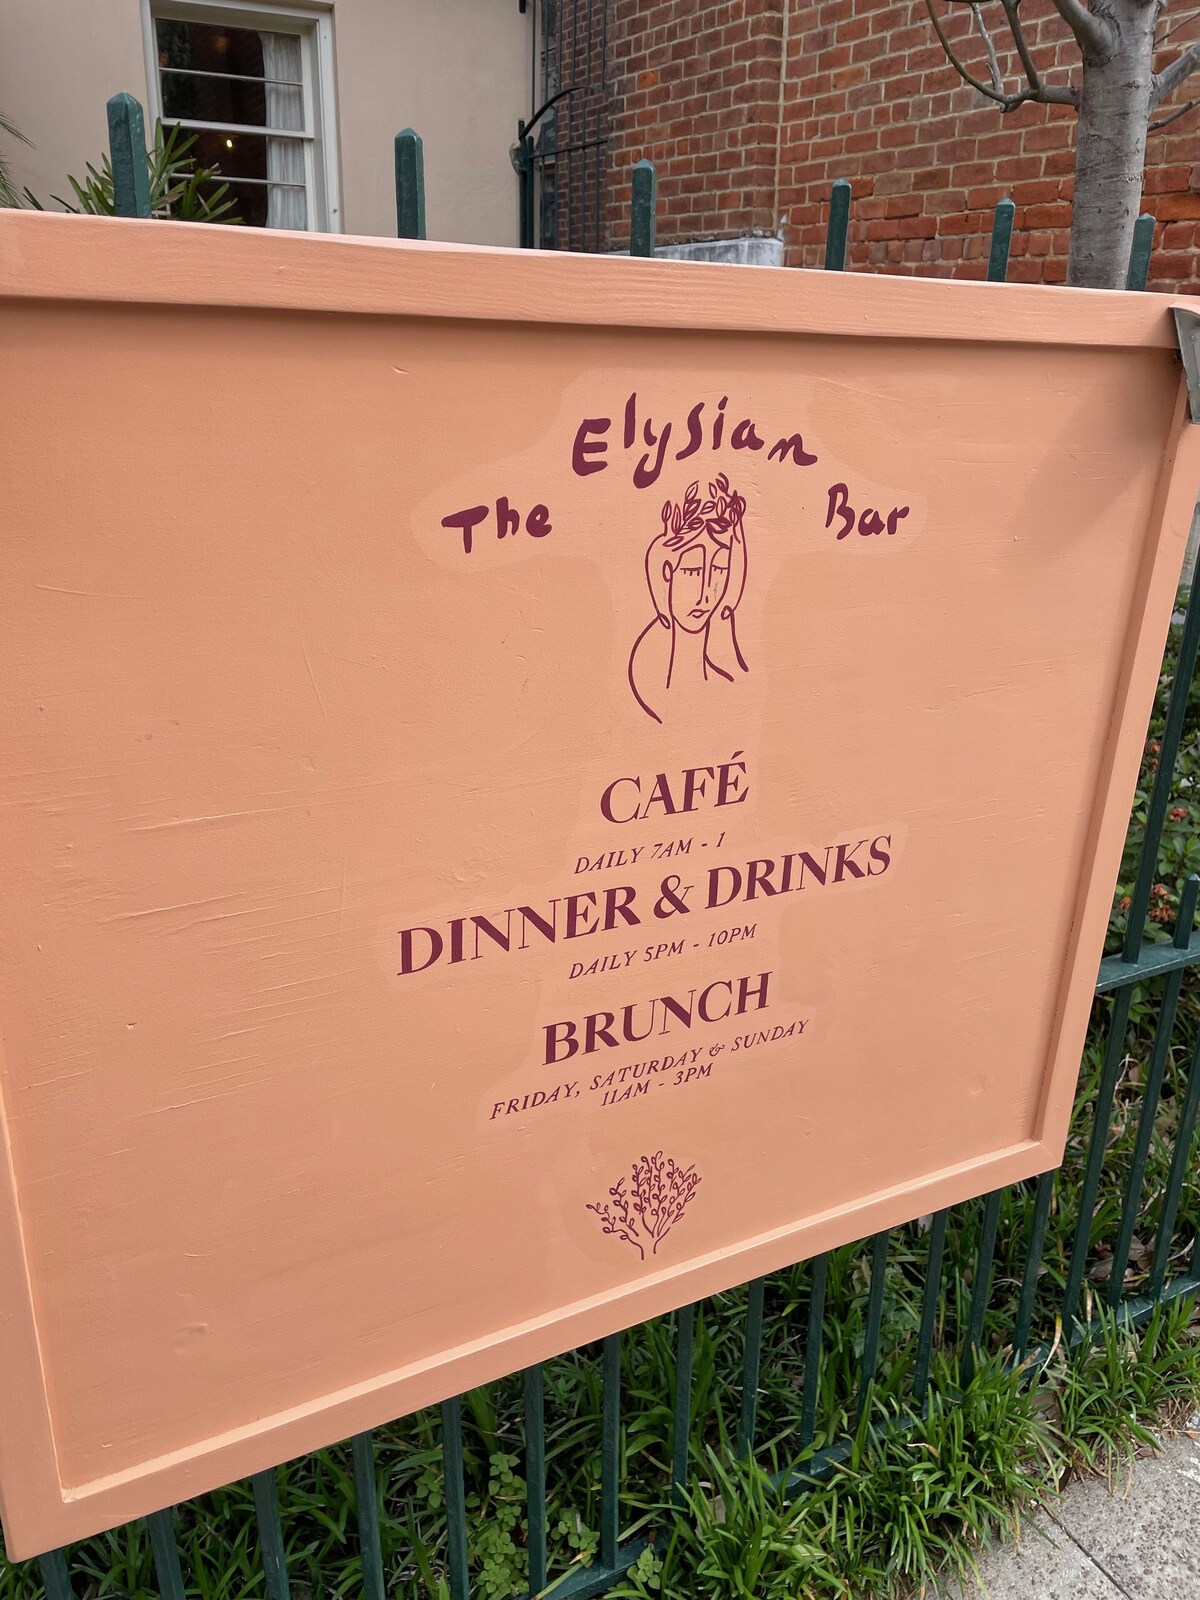 The Elysian Bar
CAFÉ
DAILY 7AM - 1
DINNER & DRINKS
DAILY 5PM - 10PM
BRUNCH
FRIDAY, SATURDAY & SUNDAY
11AM - 3PM